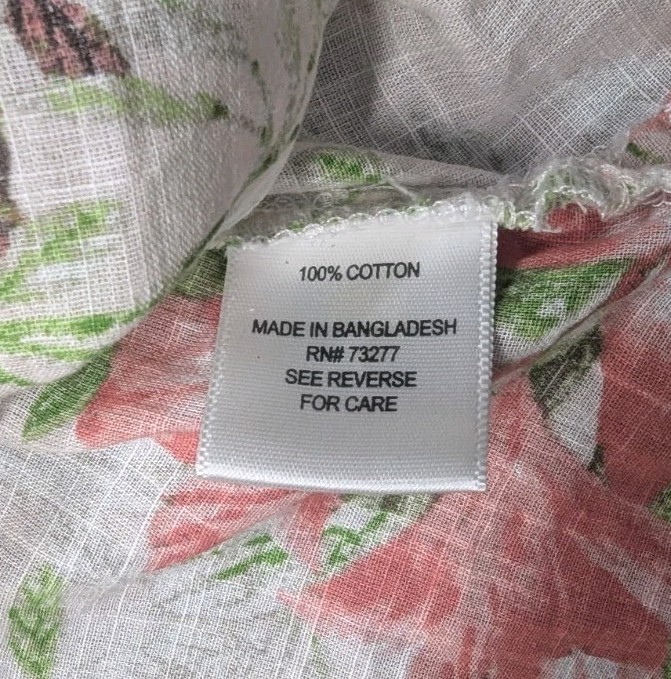 100% COTTON
MADE IN BANGLADESH
RN# 73277
SEE REVERSE
FOR CARE